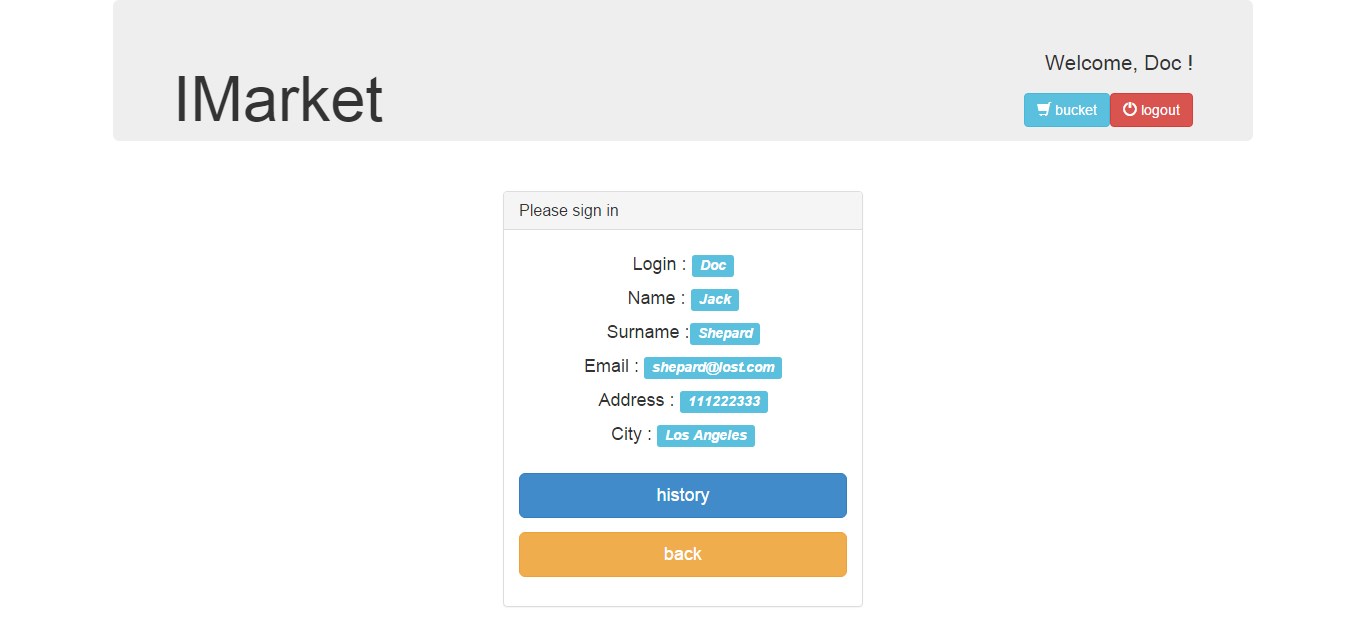 IMarket
Welcome, Doc !
bucket logout
Please sign in
Login : Doc
Name : Jack
Surname : Shepard
Email : shepard@lost.com
Address : 111222333
City : Los Angeles
history
back